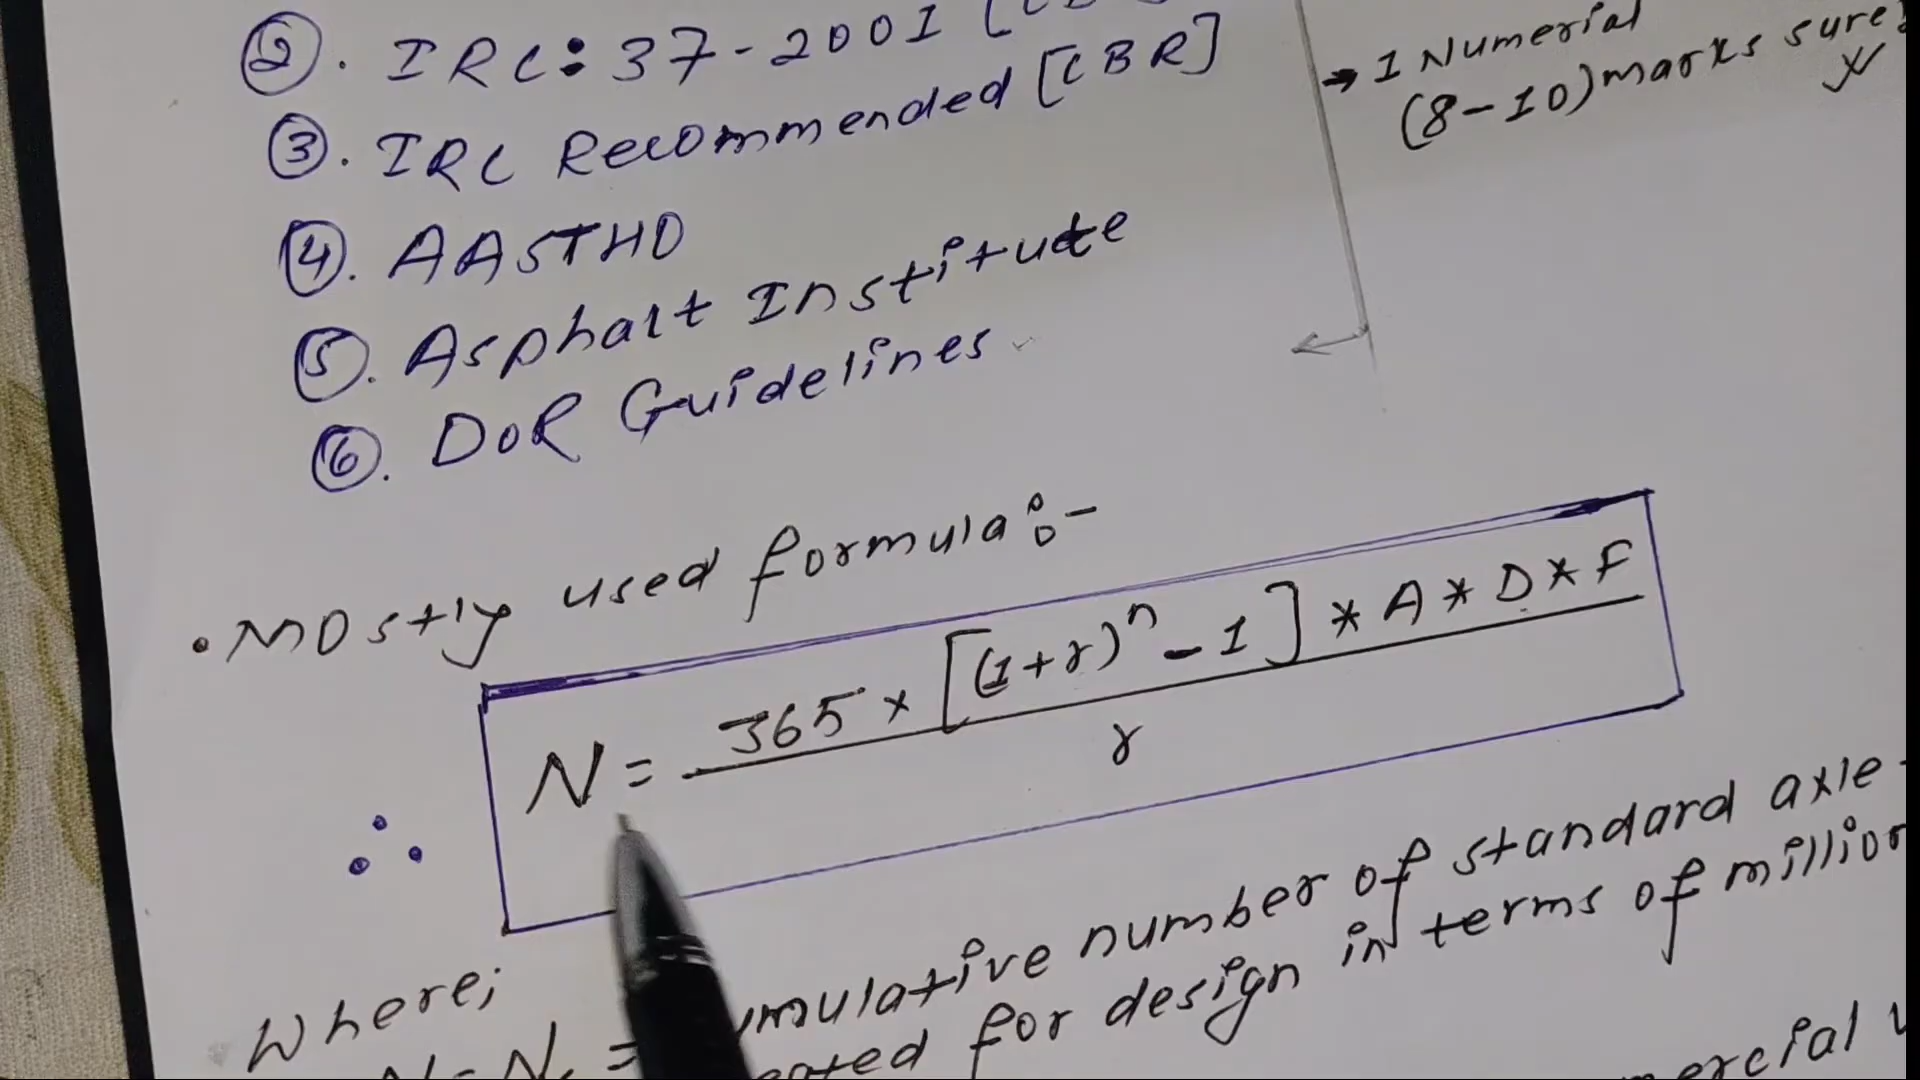 ②. IRC: 37-2001 [C
③. IRC Recommended [CBR]
④. AASTHO
⑤. Asphalt Institude
⑥. DoR Guidelines
→ 1 Numerial
(8-10) marks sure
• Mostly used formula:-
∴ N = 365 × [(1+r)ⁿ - 1] * A * D * F
r
Where;
= umulative number of standard axle-
for design in terms of million